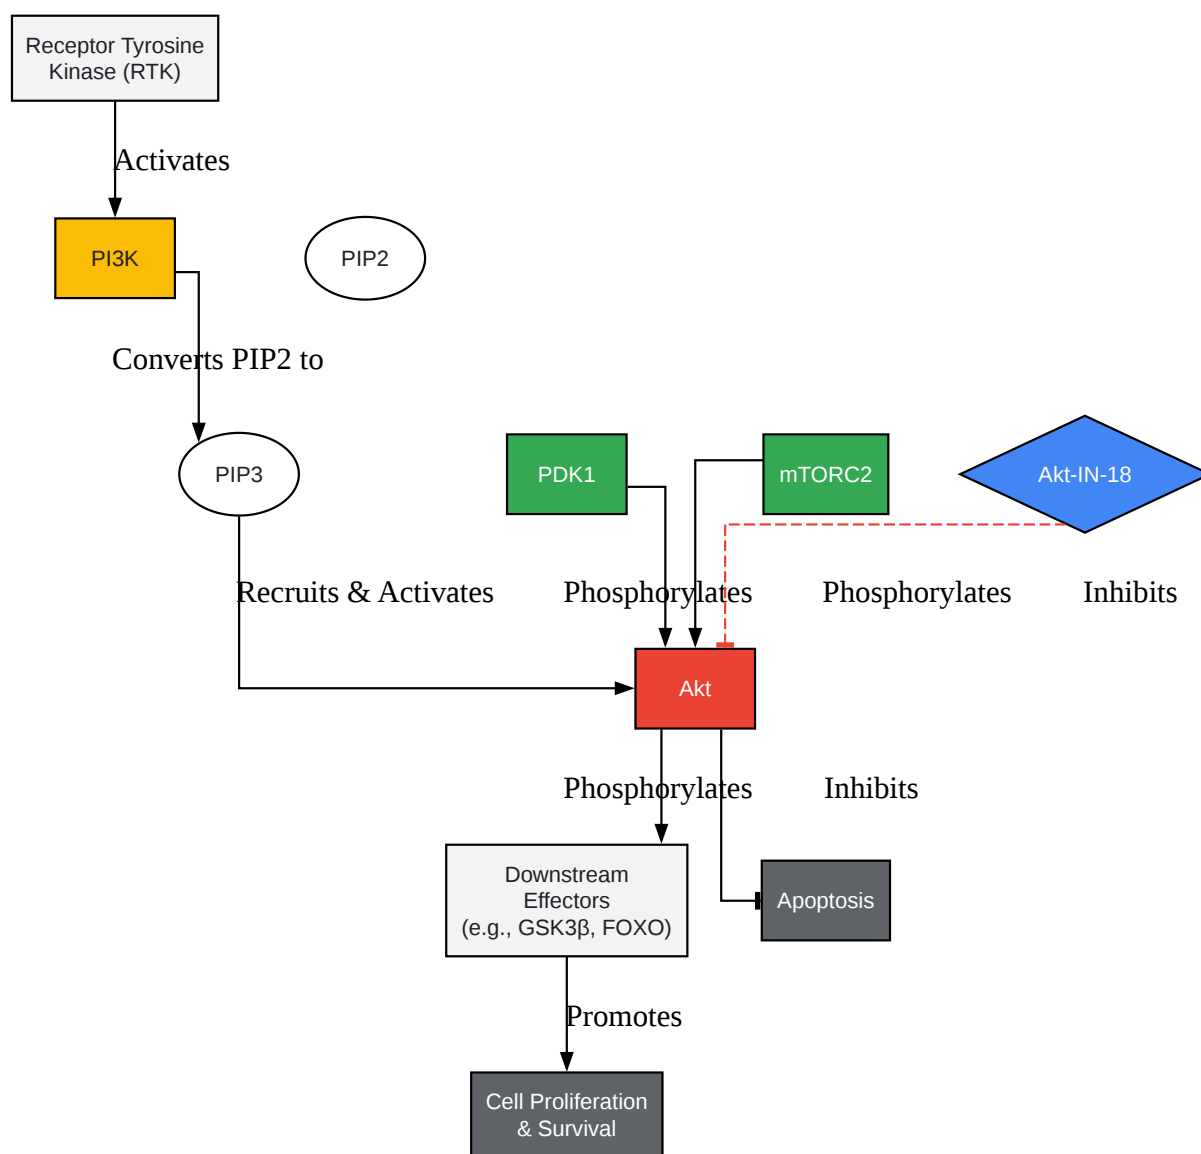 Receptor Tyrosine
Kinase (RTK)
Activates
PI3K
PIP2
Converts PIP2 to
PIP3
PDK1
mTORC2
Akt-IN-18
Recruits & Activates
Phosphorylates
Phosphorylates
Inhibits
Akt
Phosphorylates
Inhibits
Downstream
Effectors
(e.g., GSK3β, FOXO)
Apoptosis
Promotes
Cell Proliferation
& Survival